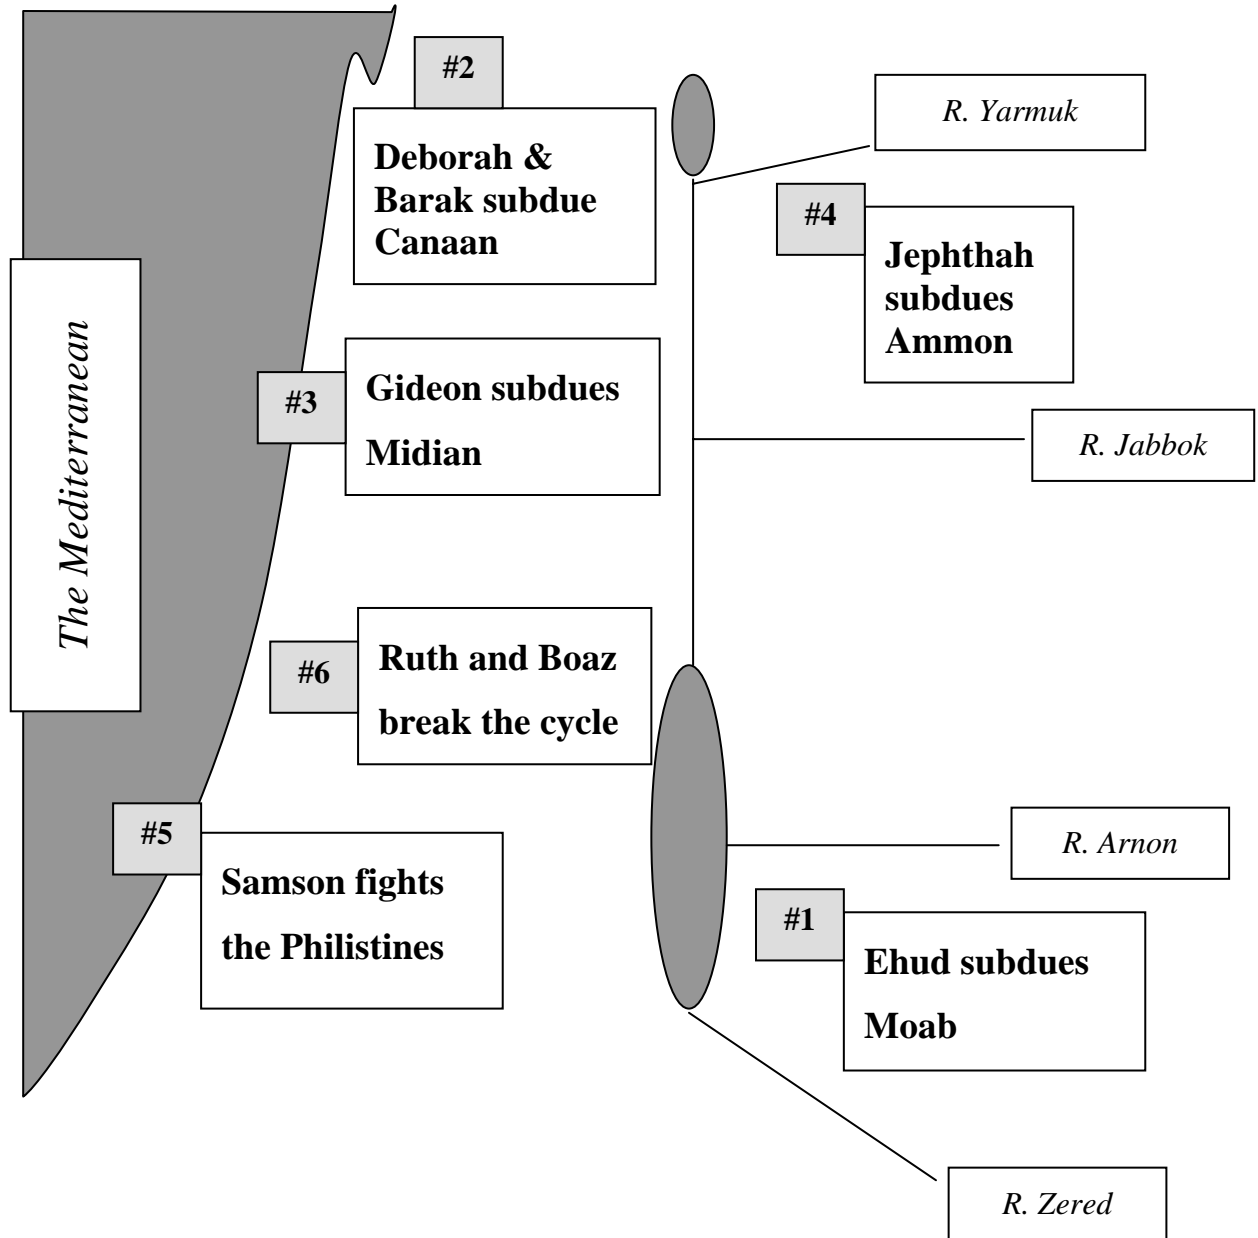 #2
Deborah &
Barak subdue
Canaan
R. Yarmuk
#4
Jephthah
subdues
Ammon
The Mediterranean
#3
Gideon subdues
Midian
R. Jabbok
#6
Ruth and Boaz
break the cycle
#5
Samson fights
the Philistines
R. Arnon
#1
Ehud subdues
Moab
R. Zered